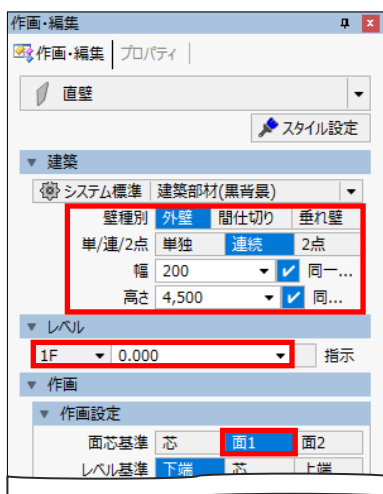 作画・編集
作画・編集 プロパティ
直壁
スタイル設定
建築
システム標準 建築部材(黒背景)
壁種別 外壁 間仕切り 垂れ壁
単/連/2点 単独 連続 2点
幅 200 同一...
高さ 4,500 同...
レベル
1F 0.000 指示
作画
作画設定
面芯基準 芯 面1 面2
レベル基準 下端 芯 上端